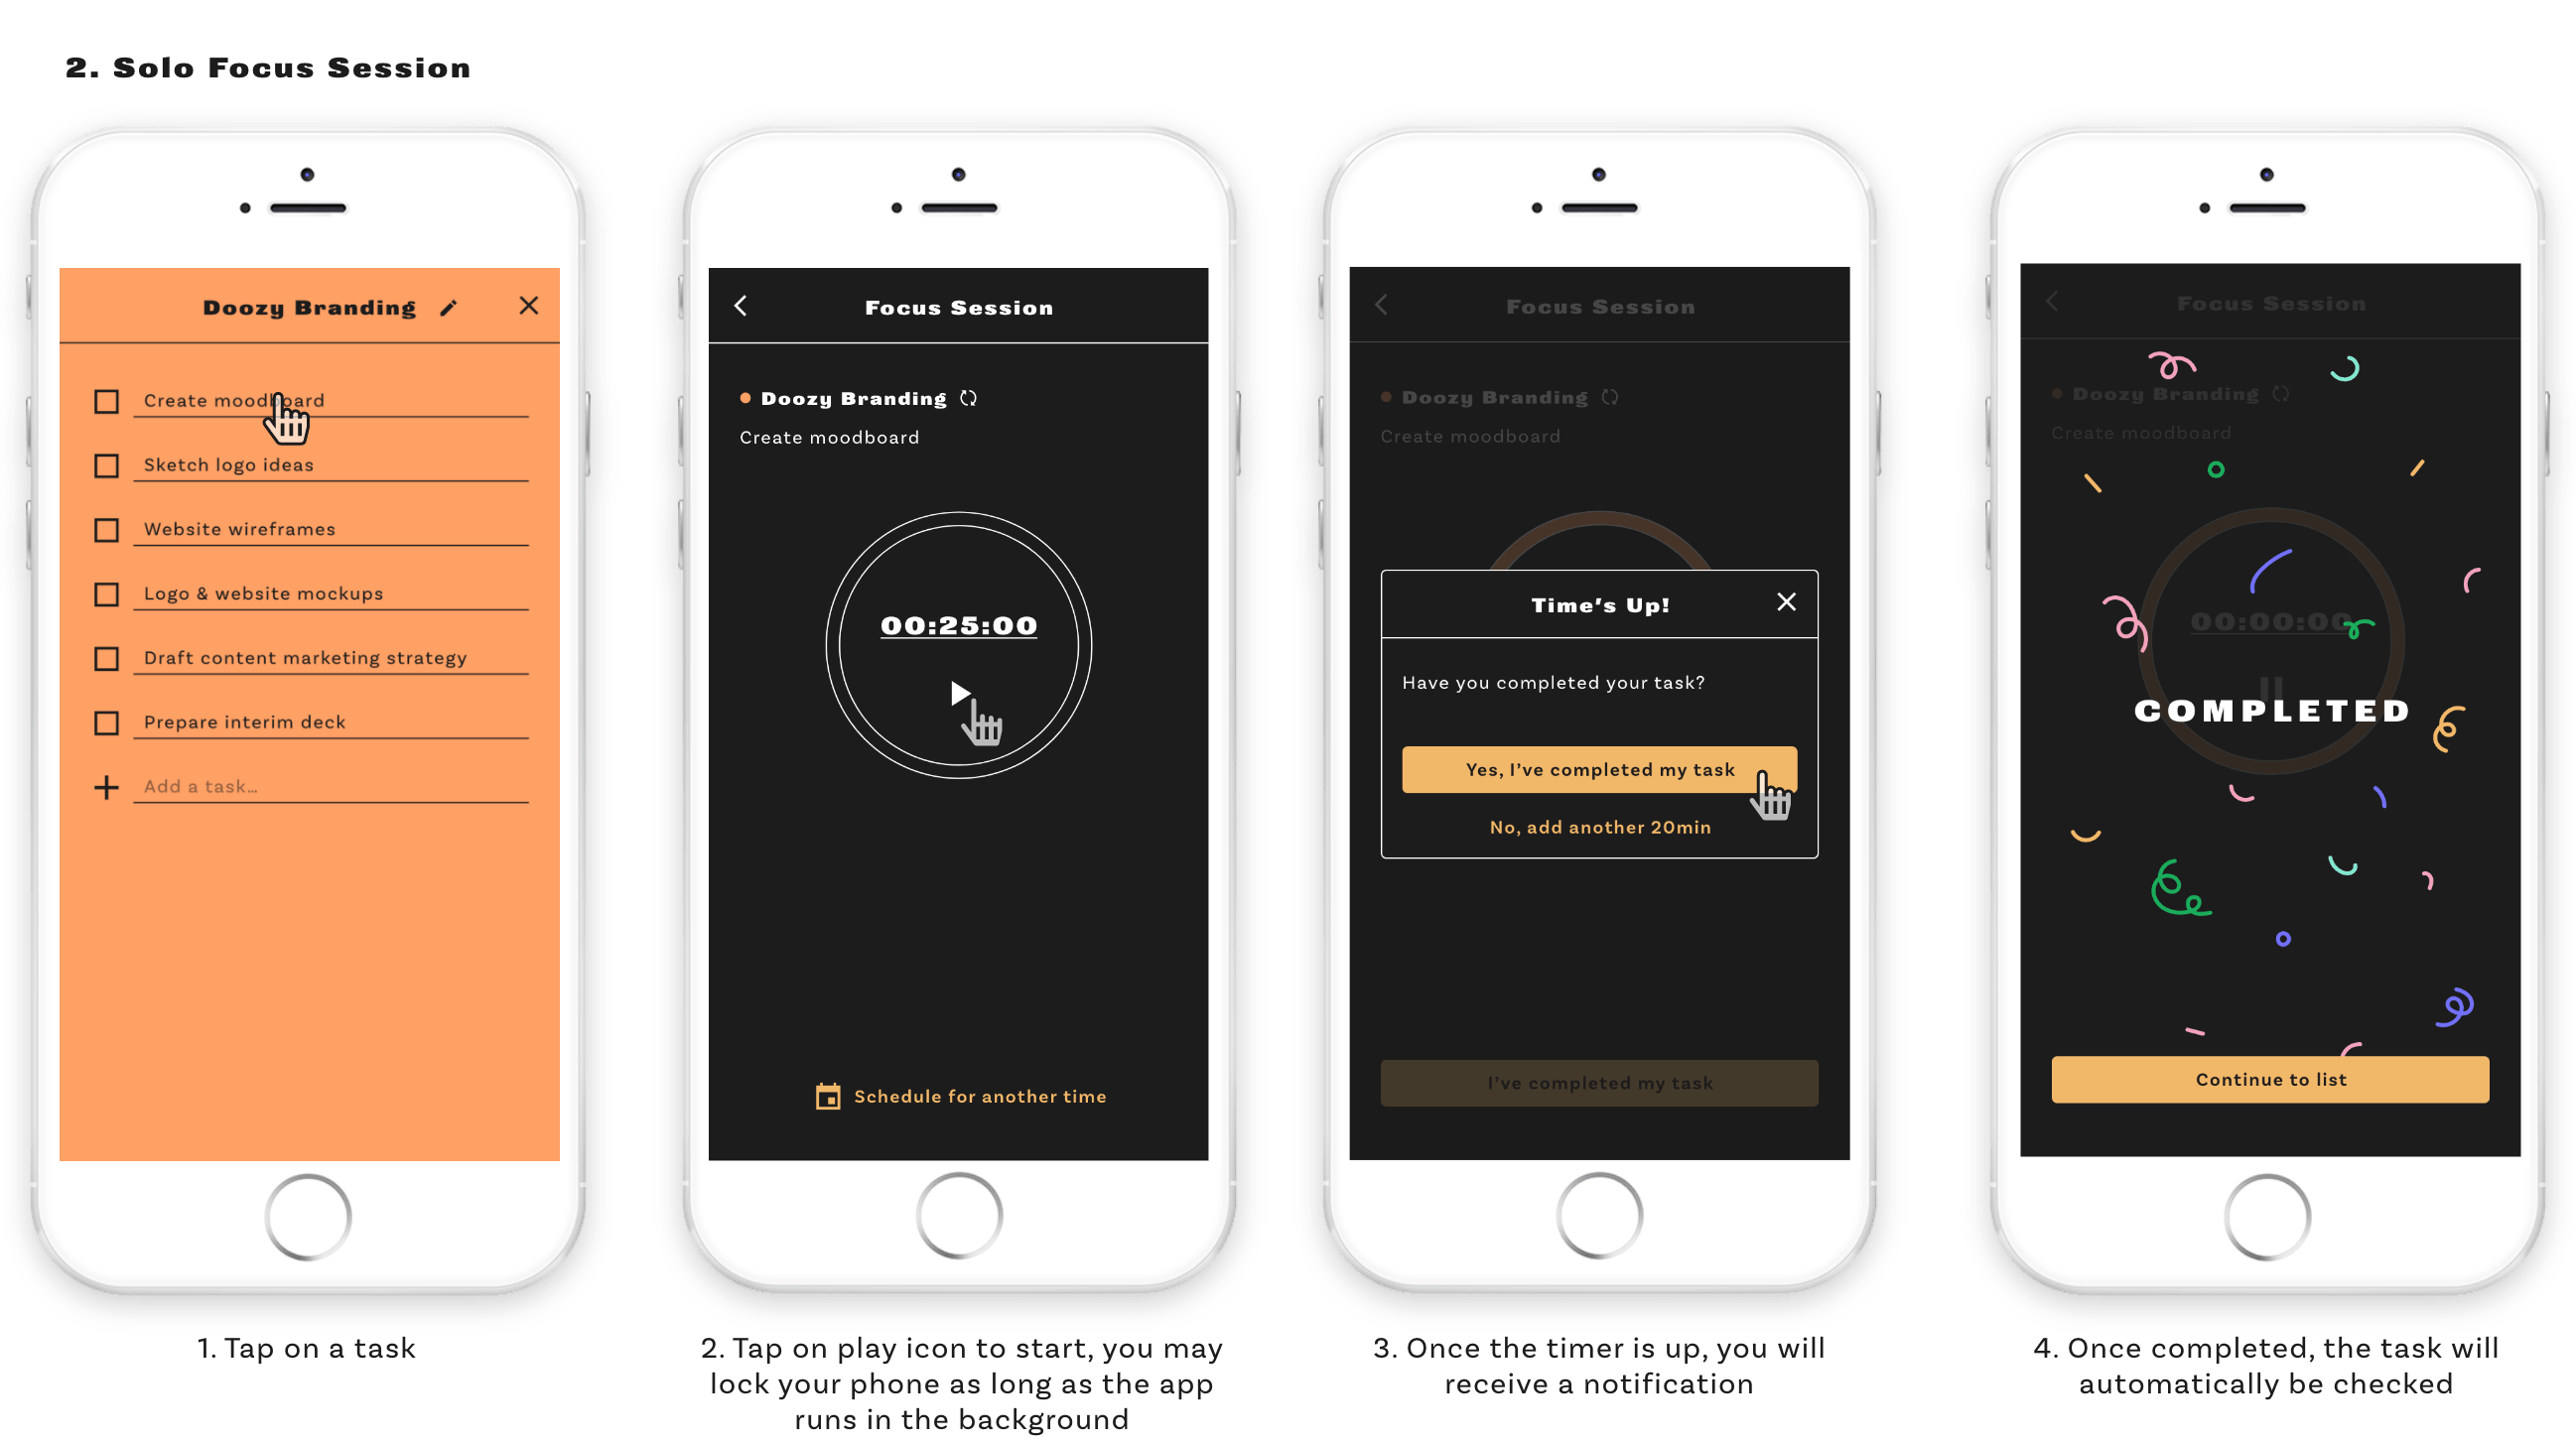 2. Solo Focus Session
Doozy Branding
Create moodboard
Sketch logo ideas
Website wireframes
Logo & website mockups
Draft content marketing strategy
Prepare interim deck
Add a task...
1. Tap on a task
Focus Session
Doozy Branding
Create moodboard
00:25:00
Schedule for another time
2. Tap on play icon to start, you may
lock your phone as long as the app
runs in the background
Focus Session
Doozy Branding
Create moodboard
Time's Up!
Have you completed your task?
Yes, I've completed my task
No, add another 20min
I've completed my task
3. Once the timer is up, you will
receive a notification
Focus Session
Doozy Branding
Create moodboard
00:00:00
COMPLETED
Continue to list
4. Once completed, the task will
automatically be checked